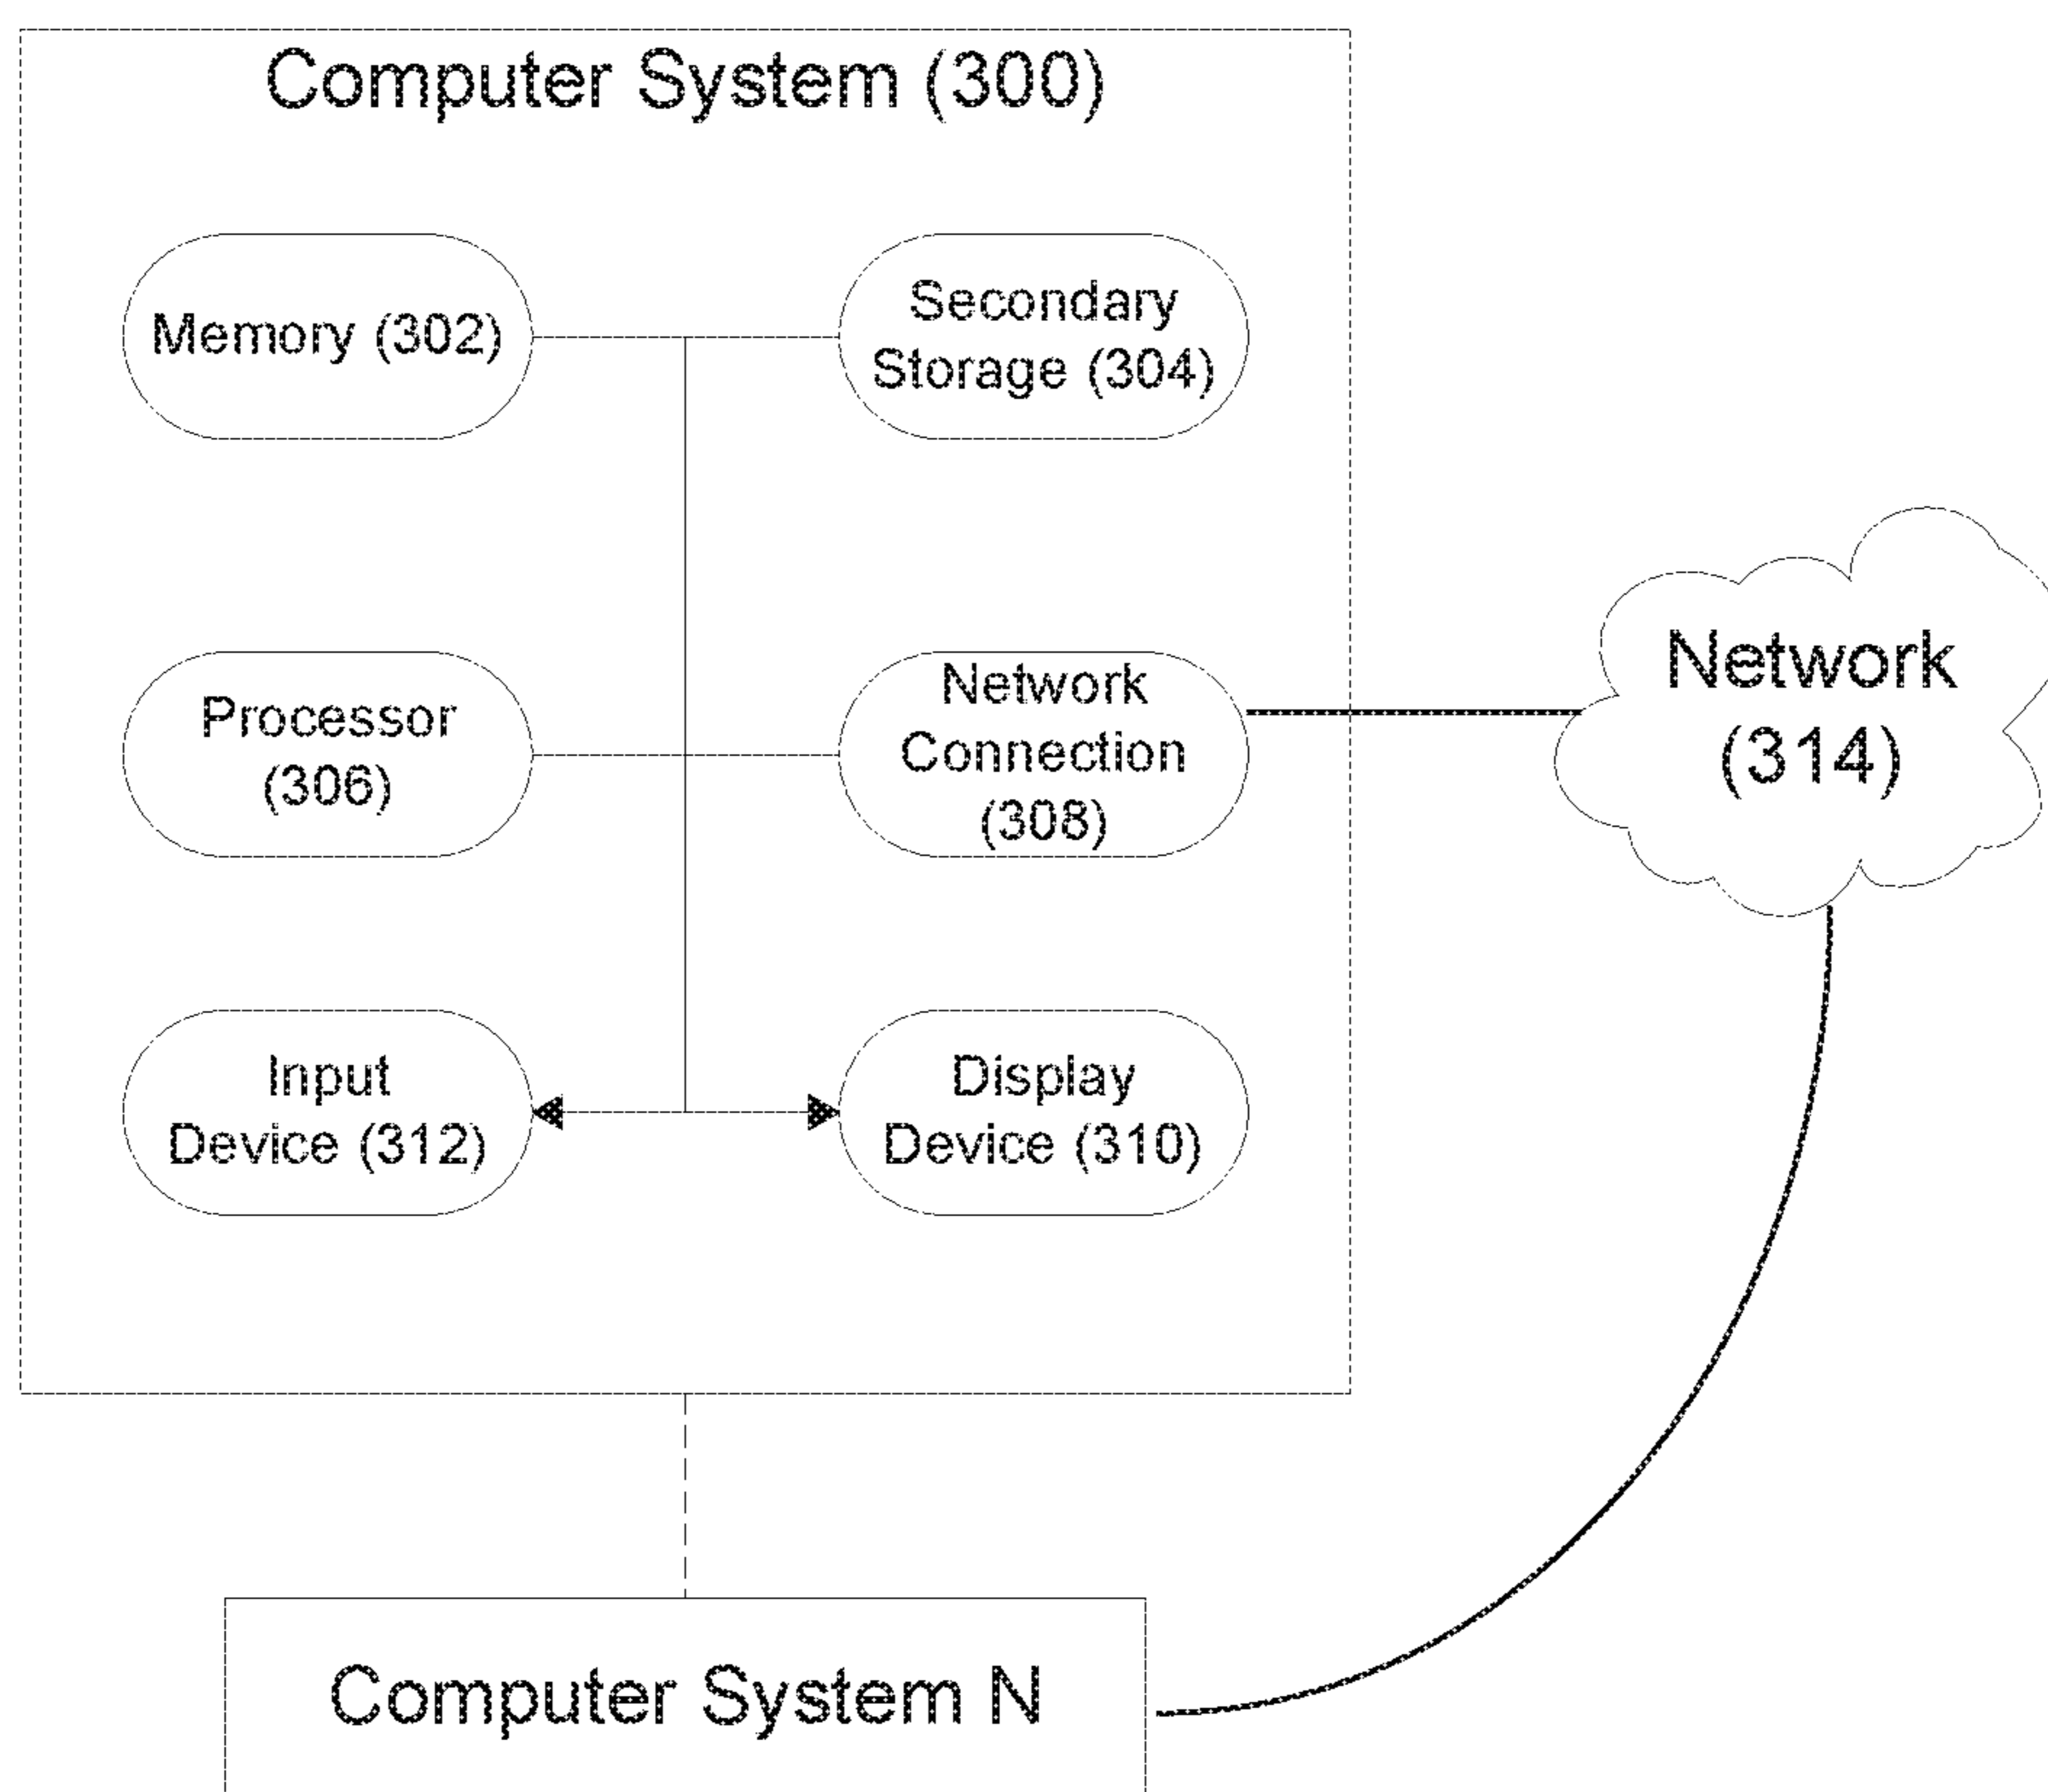 Computer System (300)
Memory (302)
Secondary
Storage (304)
Processor
(306)
Network
Connection
(308)
Network
(314)
Input
Device (312)
Display
Device (310)
Computer System N